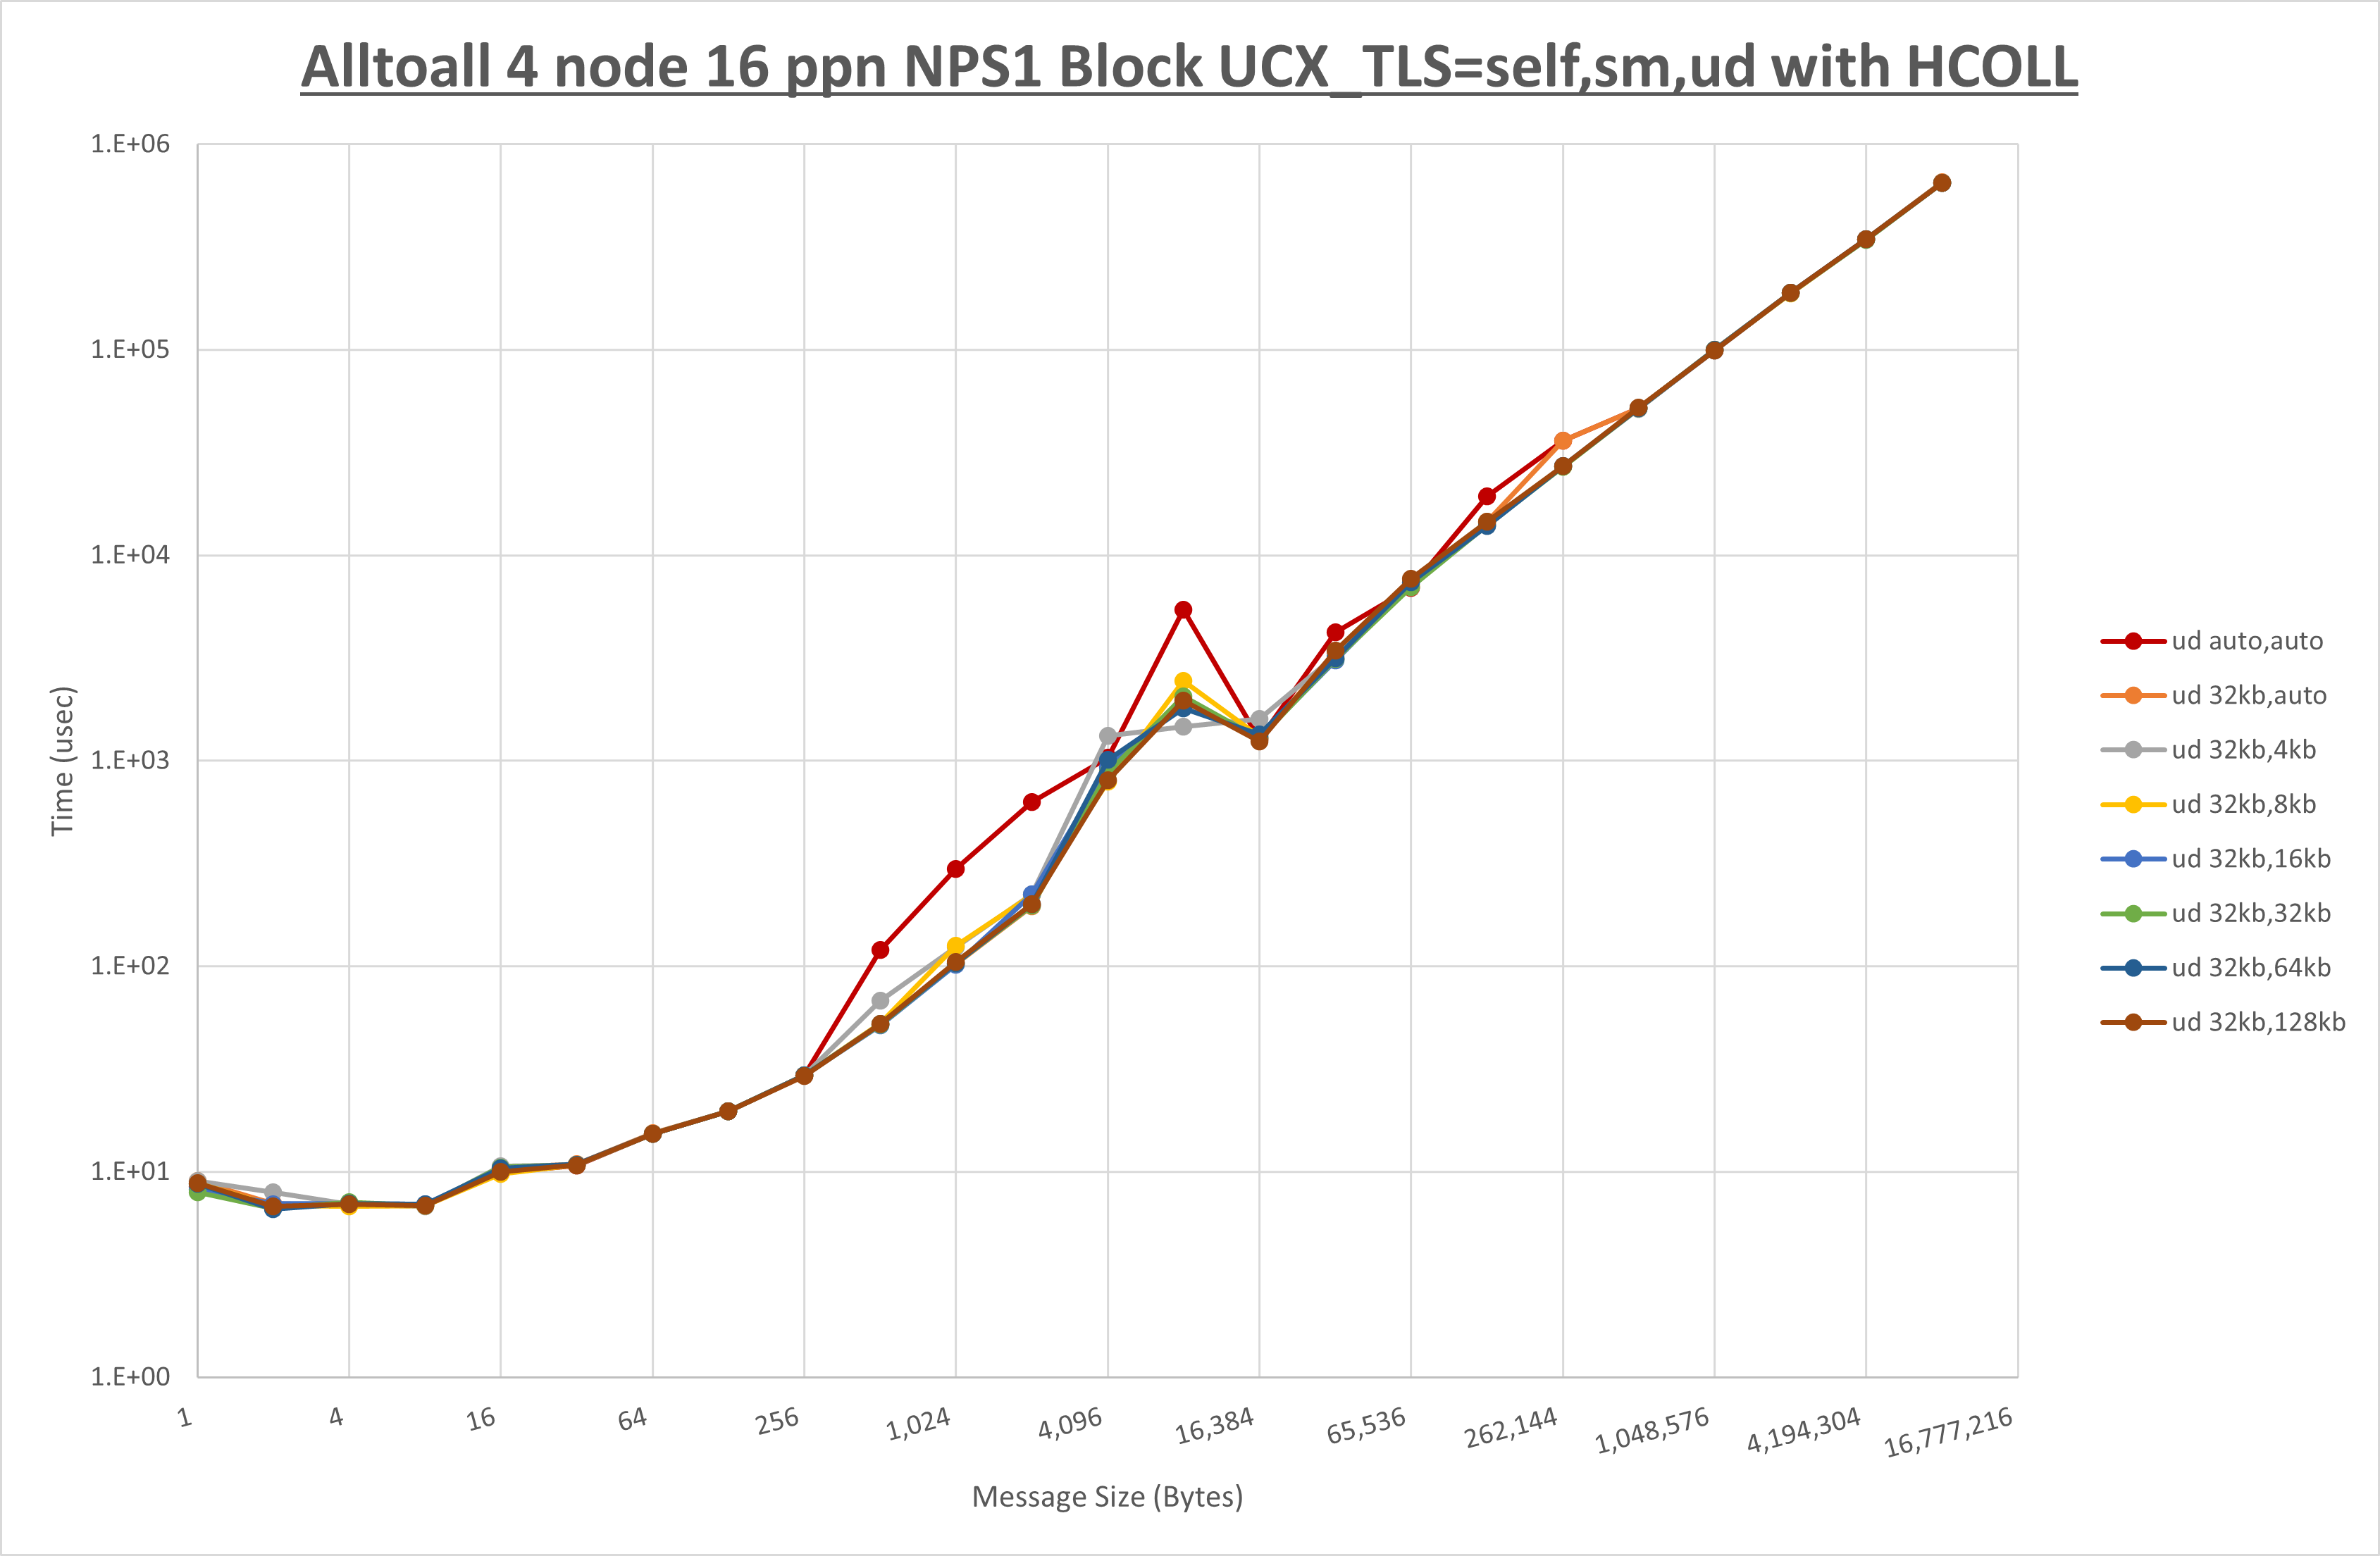 Alltoall 4 node 16 ppn NPS1 Block UCX_TLS=self,sm,ud with HCOLL
1.E+06
1.E+05
1.E+04
1.E+03
1.E+02
1.E+01
1.E+00
Time (usec)
1
4
16
64
256
1,024
4,096
16,384
65,536
262,144
1,048,576
4,194,304
16,777,216
Message Size (Bytes)
ud auto,auto
ud 32kb,auto
ud 32kb,4kb
ud 32kb,8kb
ud 32kb,16kb
ud 32kb,32kb
ud 32kb,64kb
ud 32kb,128kb